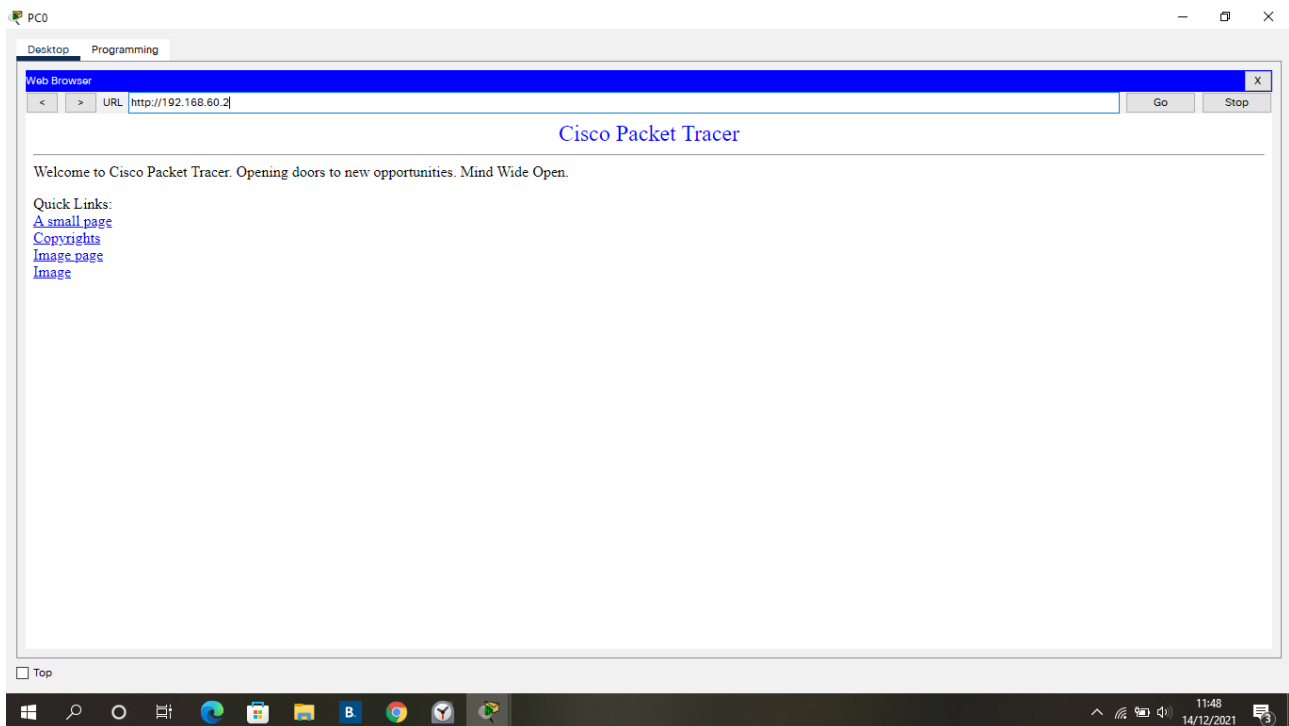 PC0
Desktop Programming
Web Browser X
< > URL http://192.168.60.2 Go Stop
Cisco Packet Tracer
Welcome to Cisco Packet Tracer. Opening doors to new opportunities. Mind Wide Open.
Quick Links:
A small page
Copyrights
Image page
Image
Top
B.
11:48
14/12/2021
3